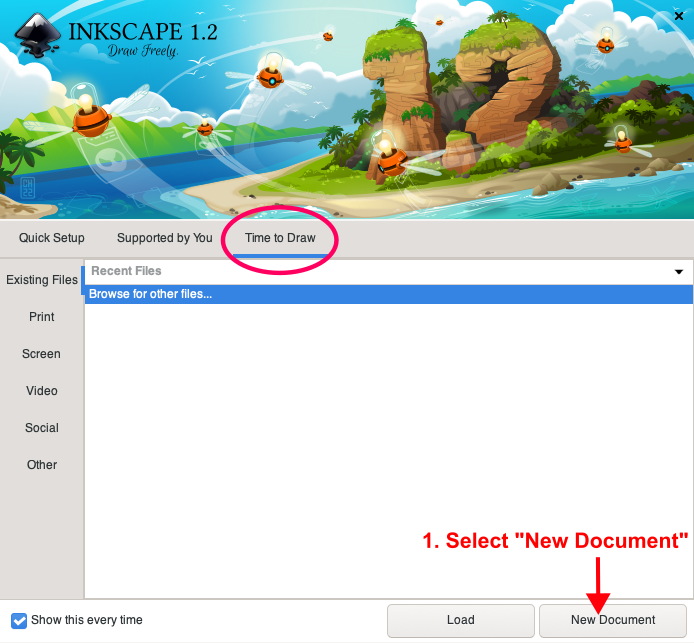 INKSCAPE 1.2
Draw Freely.
Quick Setup
Supported by You
Time to Draw
Existing Files
Recent Files
Browse for other files...
Print
Screen
Video
Social
Other
1. Select "New Document"
Show this every time
Load
New Document